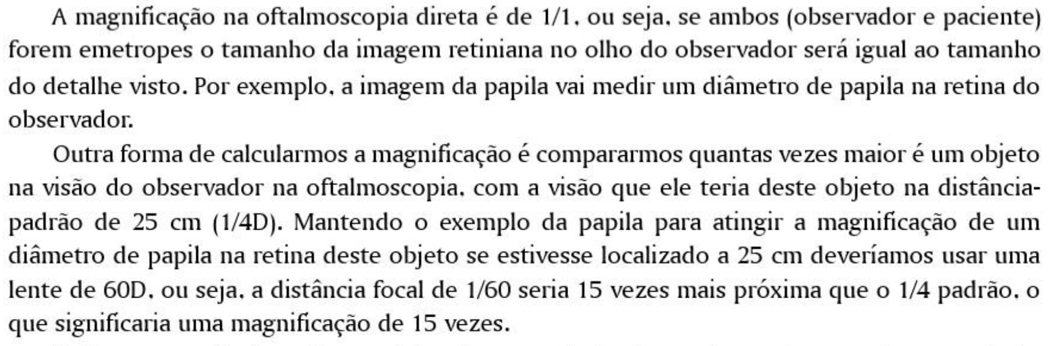 A magnificação na oftalmoscopia direta é de 1/1, ou seja, se ambos (observador e paciente)
forem emetropes o tamanho da imagem retiniana no olho do observador será igual ao tamanho
do detalhe visto. Por exemplo, a imagem da papila vai medir um diâmetro de papila na retina do
observador.
Outra forma de calcularmos a magnificação é compararmos quantas vezes maior é um objeto
na visão do observador na oftalmoscopia, com a visão que ele teria deste objeto na distância-
padrão de 25 cm (1/4D). Mantendo o exemplo da papila para atingir a magnificação de um
diâmetro de papila na retina deste objeto se estivesse localizado a 25 cm deveríamos usar uma
lente de 60D, ou seja, a distância focal de 1/60 seria 15 vezes mais próxima que o 1/4 padrão, o
que significaria uma magnificação de 15 vezes.